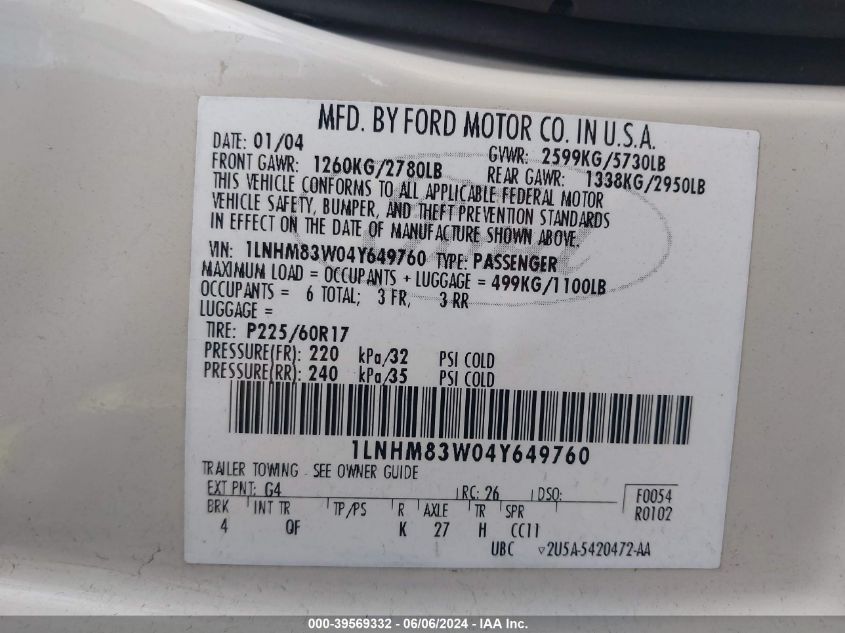 MFD. BY FORD MOTOR CO. IN U.S.A.
DATE: 01/04 GVWR: 2599KG/5730LB
FRONT GAWR: 1260KG/2780LB REAR GAWR: 1338KG/2950LB
THIS VEHICLE CONFORMS TO ALL APPLICABLE FEDERAL MOTOR
VEHICLE SAFETY, BUMPER, AND THEFT PREVENTION STANDARDS
IN EFFECT ON THE DATE OF MANUFACTURE SHOWN ABOVE.
VIN: 1LNHM83W04Y649760 TYPE: PASSENGER
MAXIMUM LOAD = OCCUPANTS + LUGGAGE = 499KG/1100LB
OCCUPANTS = 6 TOTAL; 3 FR, 3 RR
LUGGAGE =
TIRE: P225/60R17
PRESSURE(FR): 220 kPa/32 PSI COLD
PRESSURE(RR): 240 kPa/35 PSI COLD
1LNHM83W04Y649760
TRAILER TOWING - SEE OWNER GUIDE
EXT PNT: G4 RC: 26 DSO: F0054
BRK INT TR TP/PS R AXLE TR SPR R0102
4 QF K 27 H CC11
UBC 2U5A-5420472-AA
000-39569332 - 06/06/2024 - IAA Inc.